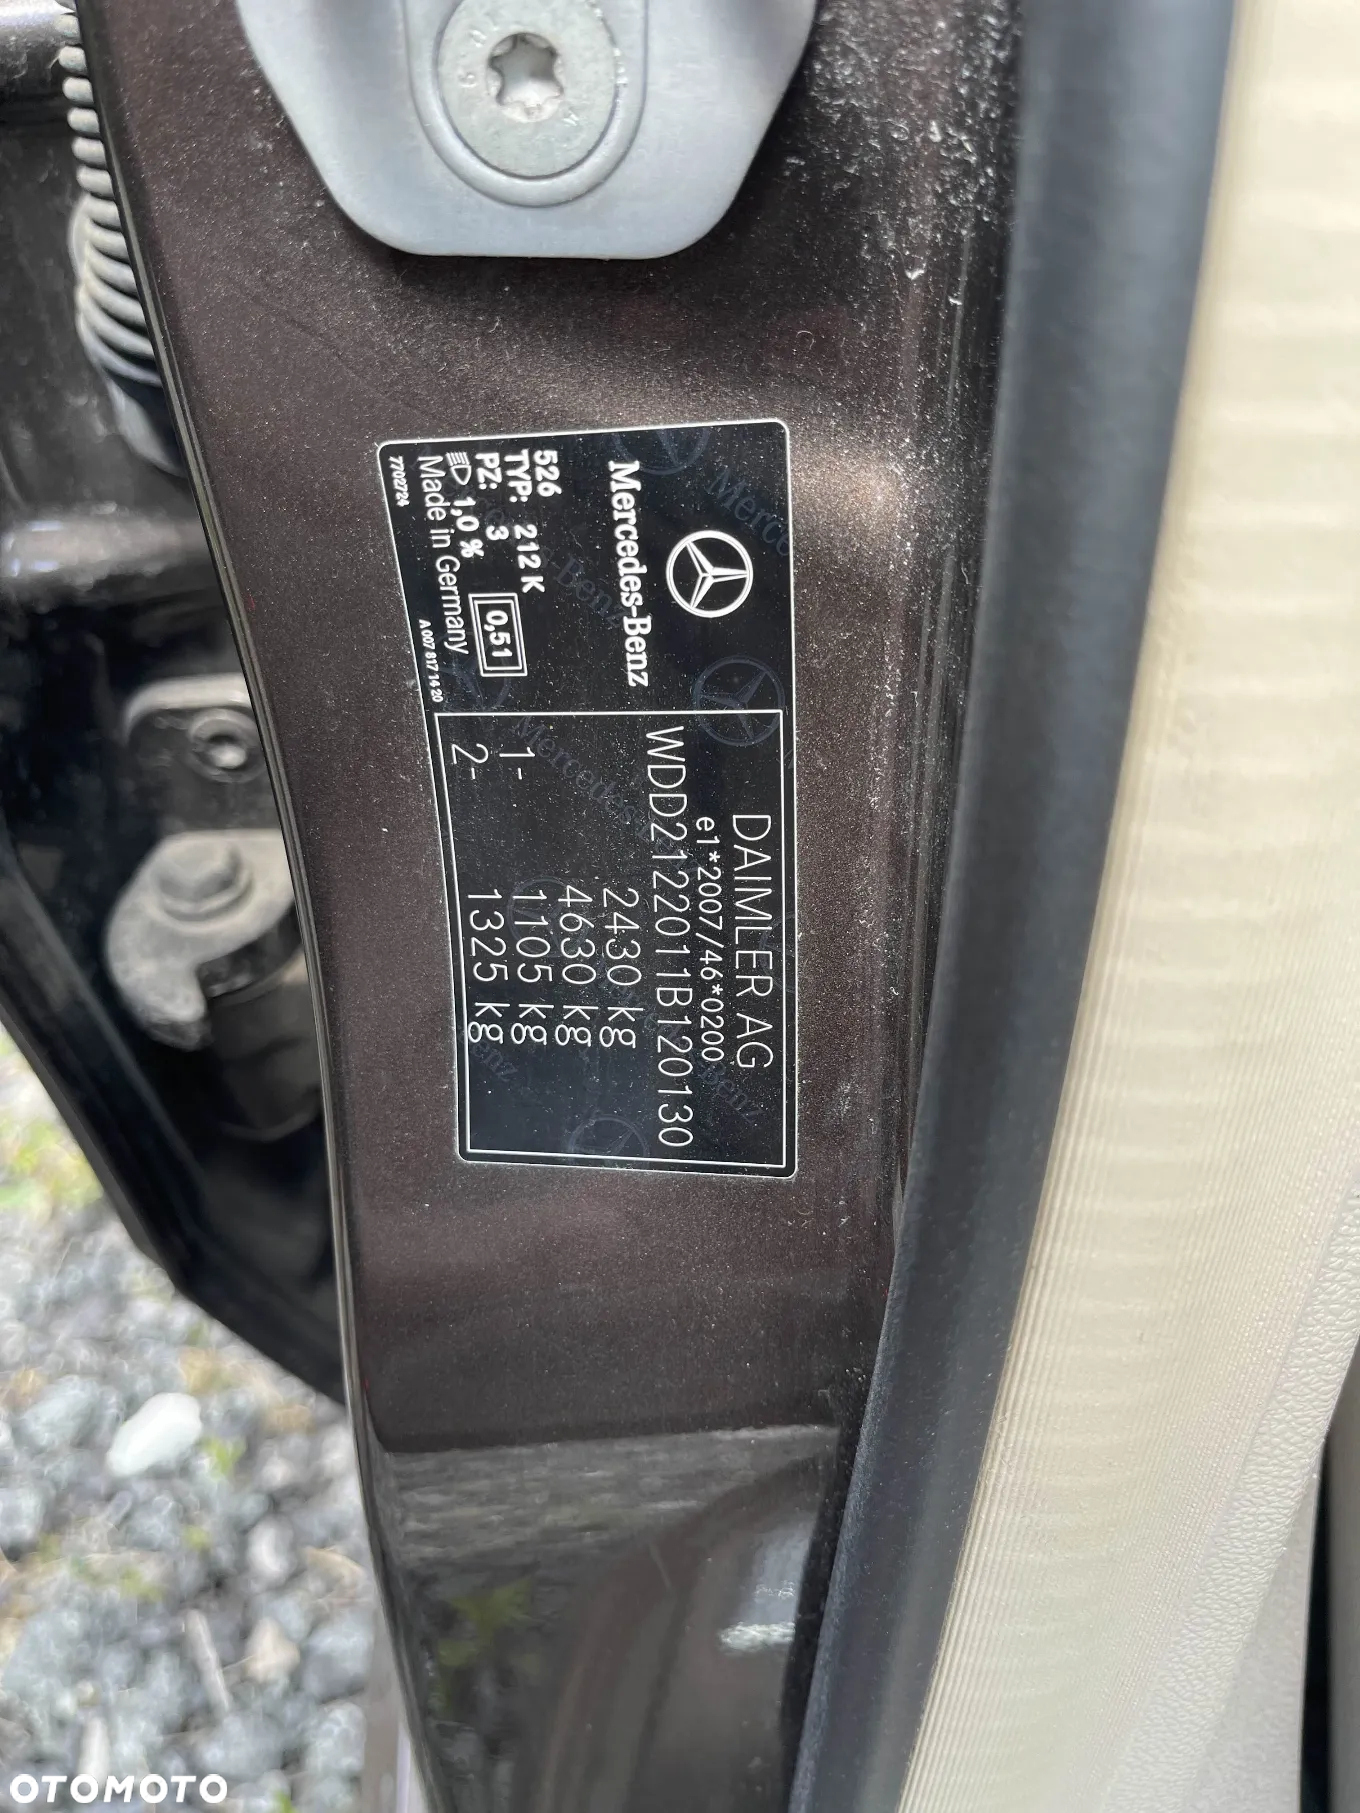 Mercedes-Benz
526
TYP: 212 K
PZ: 3
0,51
1,0 %
Made in Germany
7702724
A 007 817 14 20
DAIMLER AG
e1*2007/46*0200
WDD2122011B120130
2430 kg
4630 kg
1- 1105 kg
2- 1325 kg
OTOMOTO